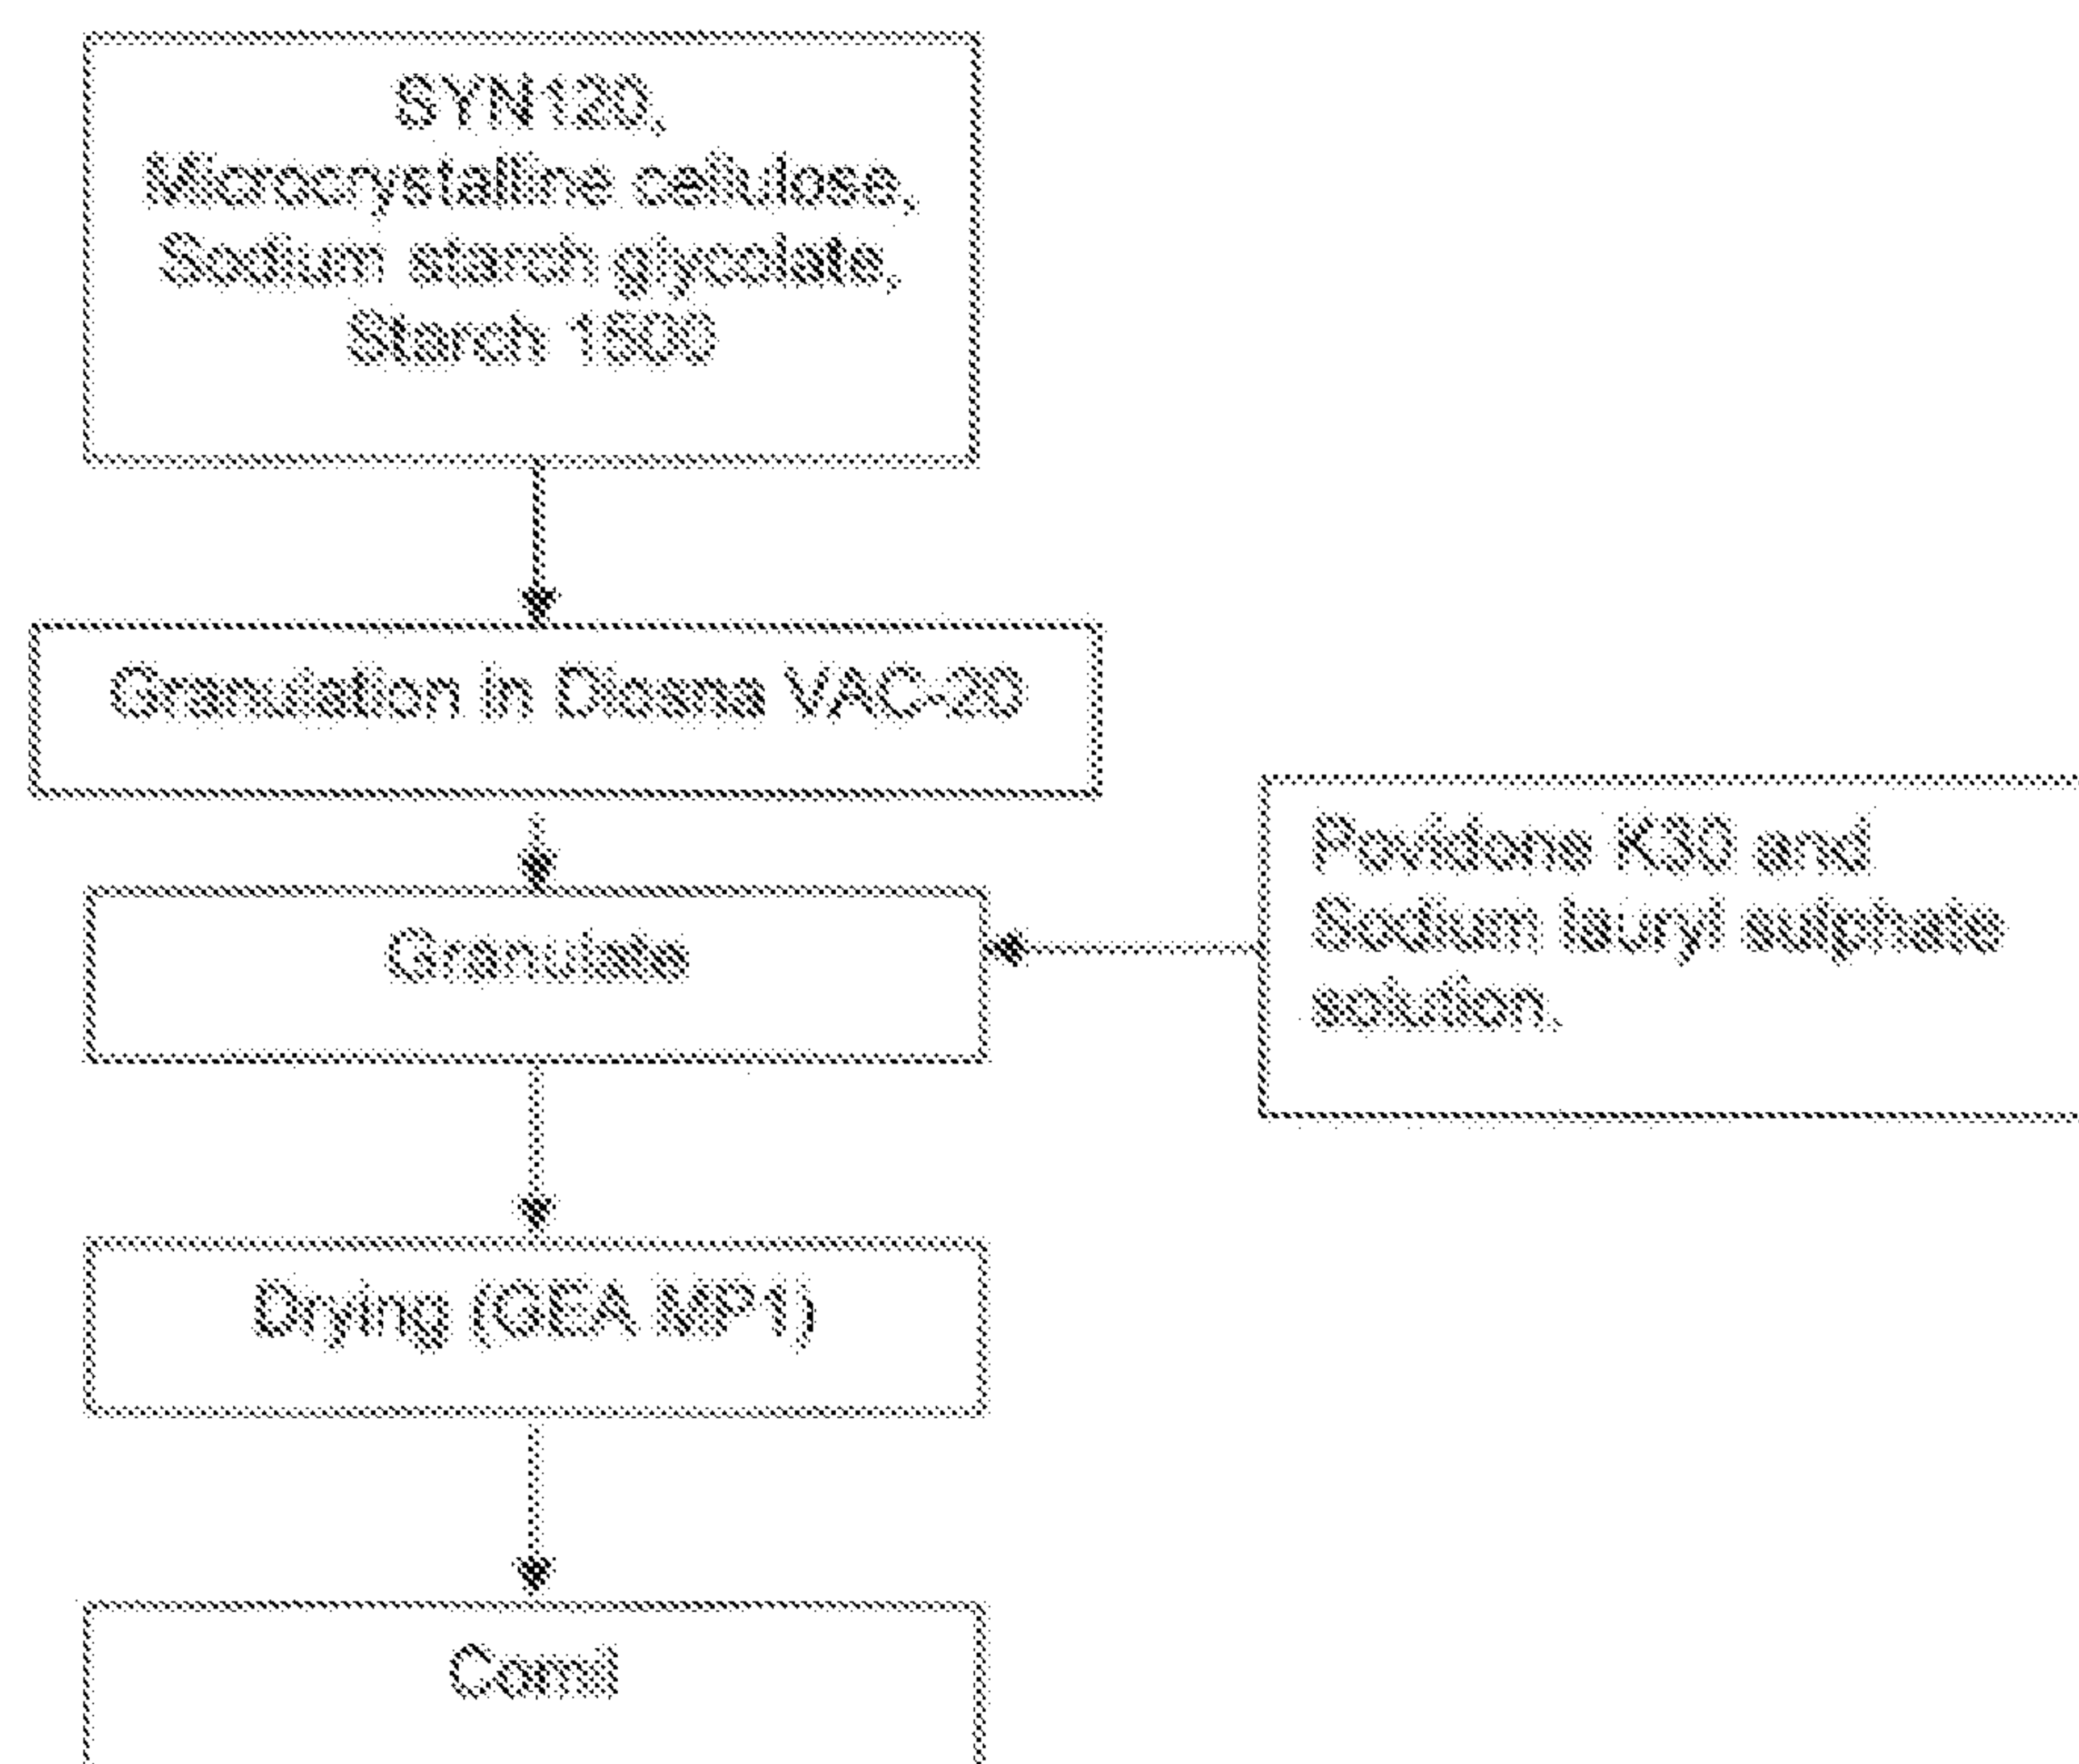 SYN120,
Microcrystalline cellulose,
Sodium starch glycolate,
Starch 1500
Granulation in Diosna VAC-20
Granulate
Povidone K30 and
Sodium lauryl sulphate
solution.
Drying (GEA MP1)
Comil